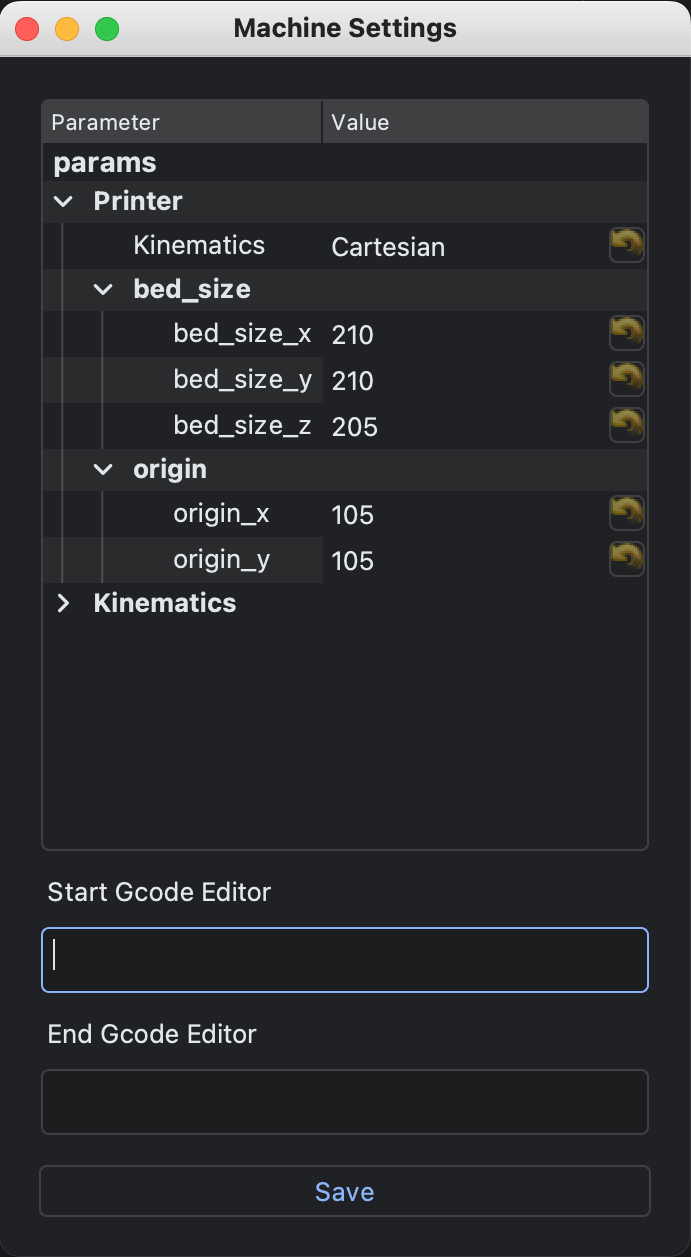 Machine Settings
Parameter Value
params
Printer
Kinematics Cartesian
bed_size
bed_size_x 210
bed_size_y 210
bed_size_z 205
origin
origin_x 105
origin_y 105
Kinematics
Start Gcode Editor
End Gcode Editor
Save